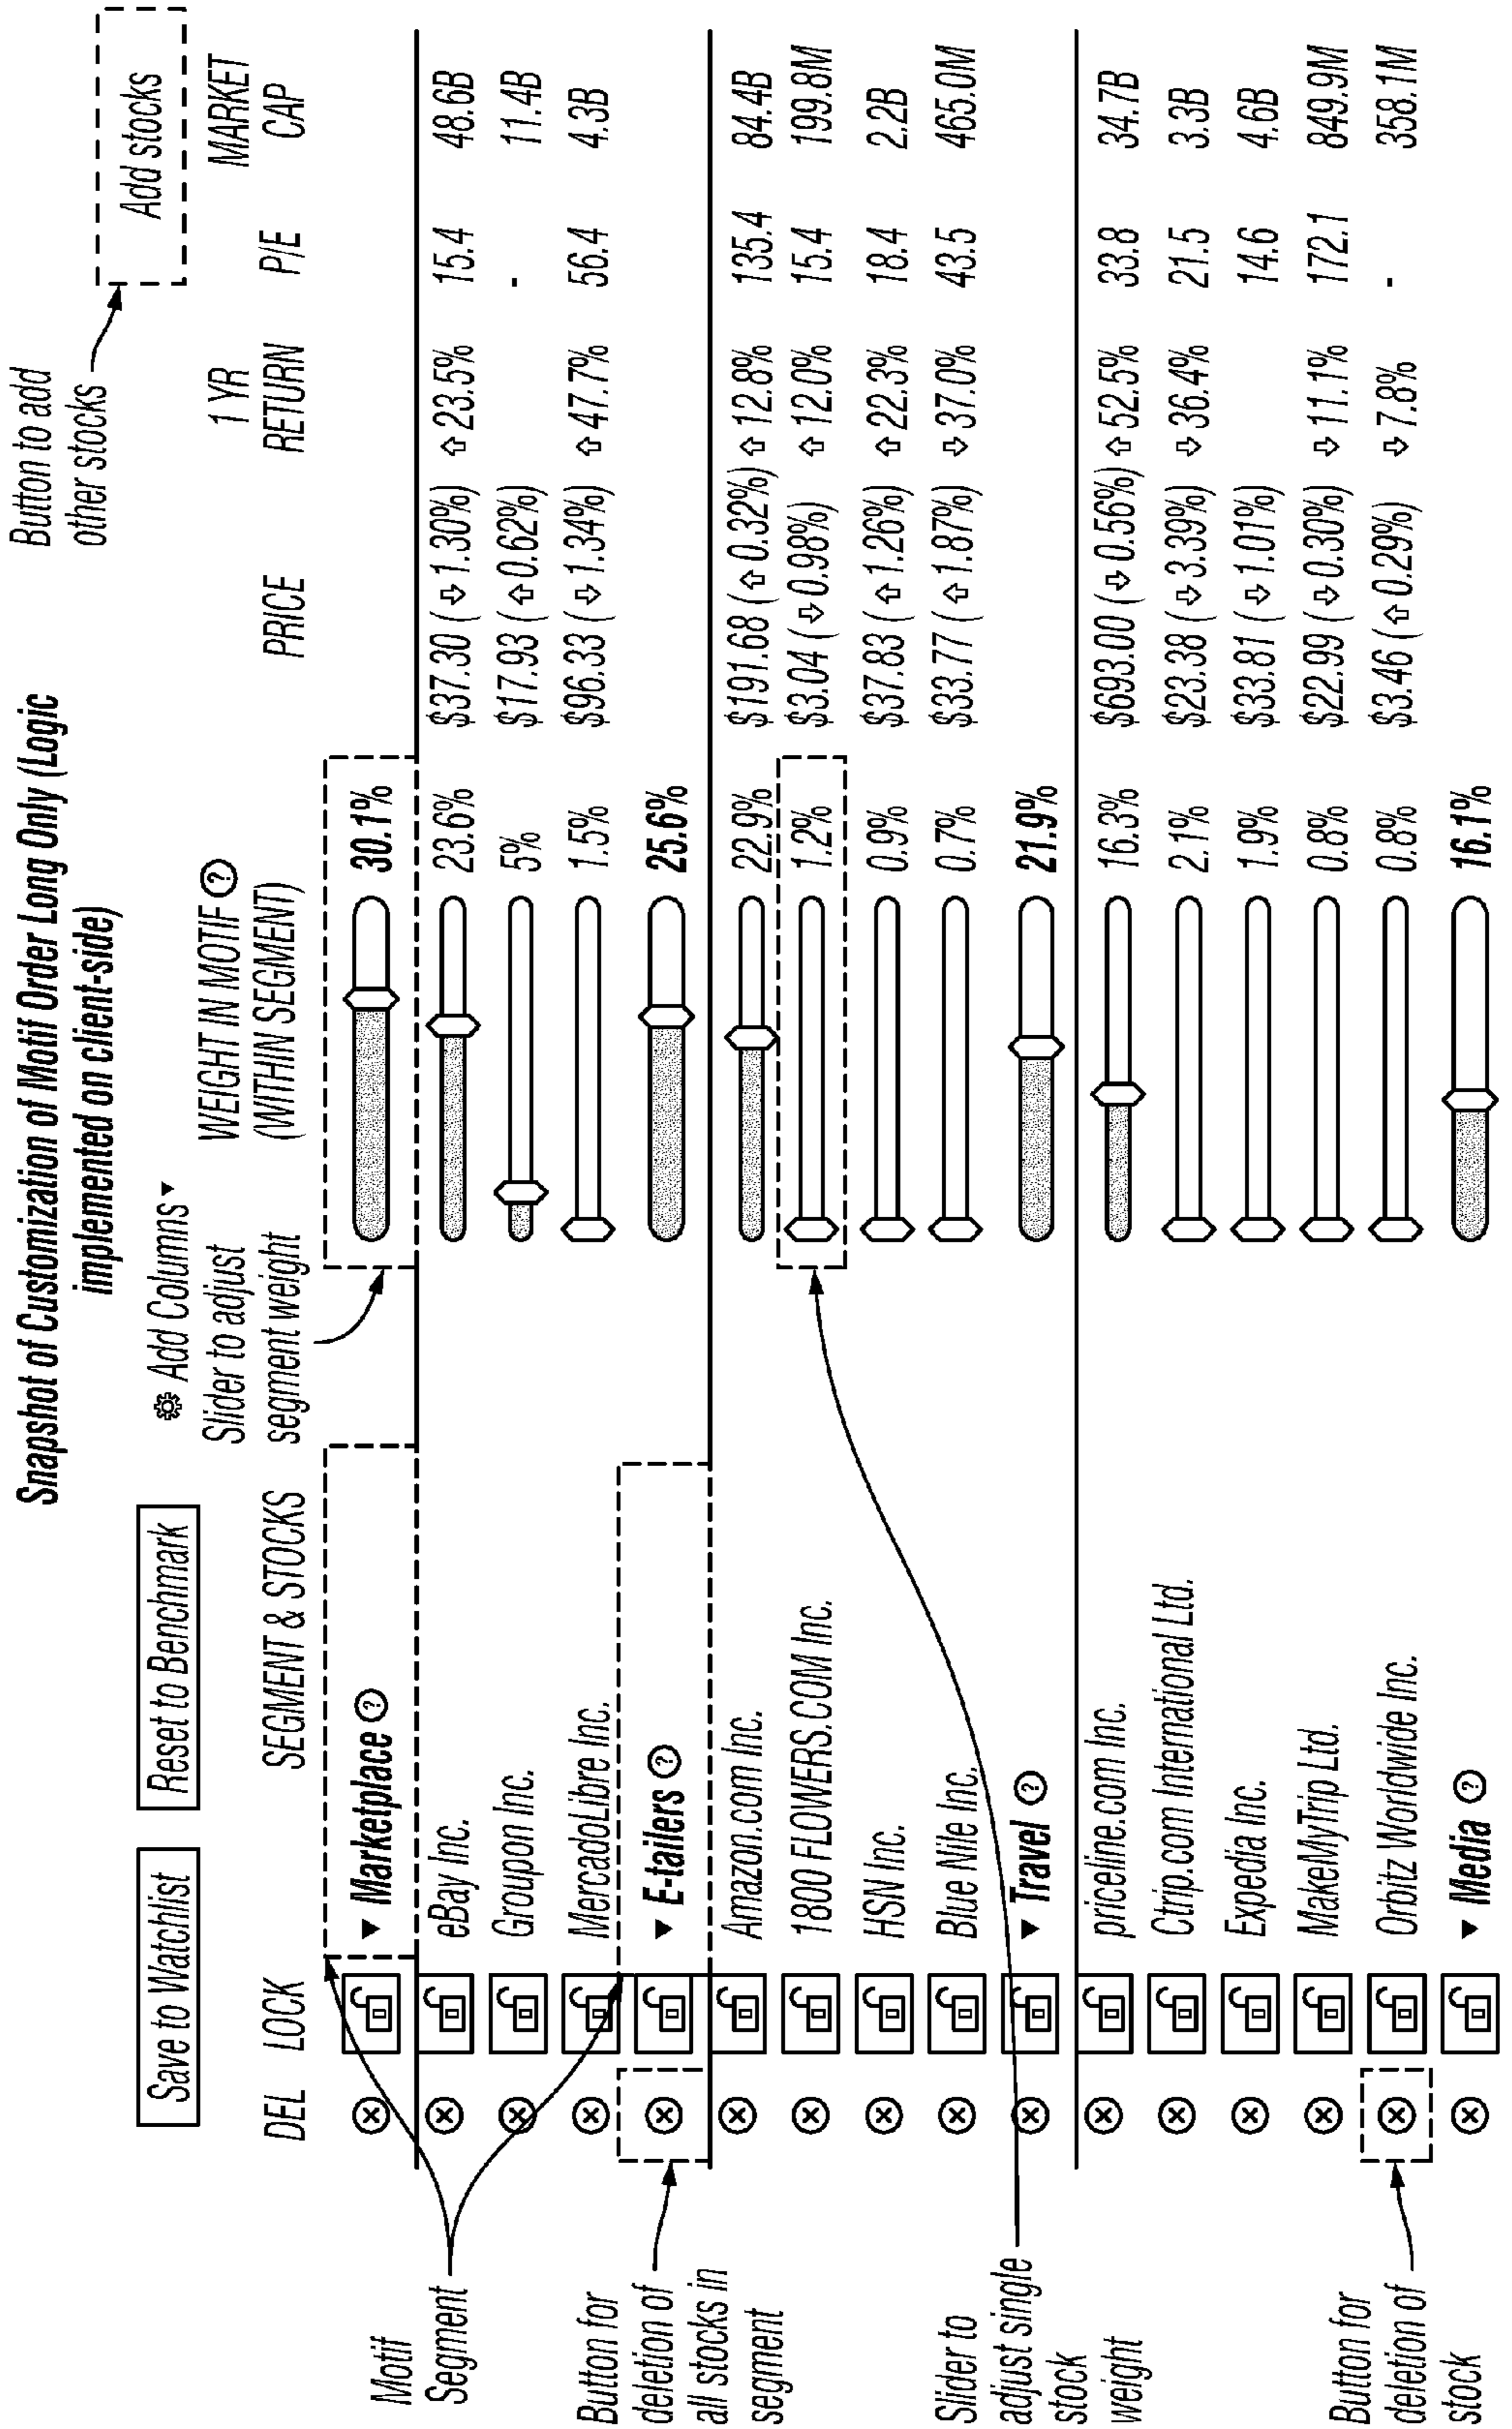 Snapshot of Customization of Motif Order Long Only (Logic
implemented on client-side)
Button to add
other stocks
Add stocks
Save to Watchlist
Reset to Benchmark
Add Columns ▾
Slider to adjust
segment weight
DEL LOCK SEGMENT & STOCKS WEIGHT IN MOTIF ? (WITHIN SEGMENT) PRICE 1 YR RETURN P/E MARKET CAP
▼ Marketplace ? 30.1%
eBay Inc. 23.6% $37.30 (⇩ 1.30%) ⇧ 23.5% 15.4 48.6B
Groupon Inc. 5% $17.93 (⇧ 0.62%) - 11.4B
MercadoLibre Inc. 1.5% $96.33 (⇩ 1.34%) ⇧ 47.7% 56.4 4.3B
▼ E-tailers ? 25.6%
Amazon.com Inc. 22.9% $191.68 (⇧ 0.32%) ⇧ 12.8% 135.4 84.4B
1800 FLOWERS.COM Inc. 1.2% $3.04 (⇩ 0.98%) ⇧ 12.0% 15.4 199.8M
HSN Inc. 0.9% $37.83 (⇧ 1.26%) ⇧ 22.3% 18.4 2.2B
Blue Nile Inc. 0.7% $33.77 (⇧ 1.87%) ⇩ 37.0% 43.5 465.0M
▼ Travel ? 21.9%
priceline.com Inc. 16.3% $693.00 (⇩ 0.56%) ⇧ 52.5% 33.8 34.7B
Ctrip.com International Ltd. 2.1% $23.38 (⇩ 3.39%) ⇩ 36.4% 21.5 3.3B
Expedia Inc. 1.9% $33.81 (⇩ 1.01%) 14.6 4.6B
MakeMyTrip Ltd. 0.8% $22.99 (⇩ 0.30%) ⇩ 11.1% 172.1 849.9M
Orbitz Worldwide Inc. 0.8% $3.46 (⇧ 0.29%) ⇩ 7.8% - 358.1M
▼ Media ? 16.1%
Motif
Segment
Button for
deletion of
all stocks in
segment
Slider to
adjust single
stock
weight
Button for
deletion of
stock